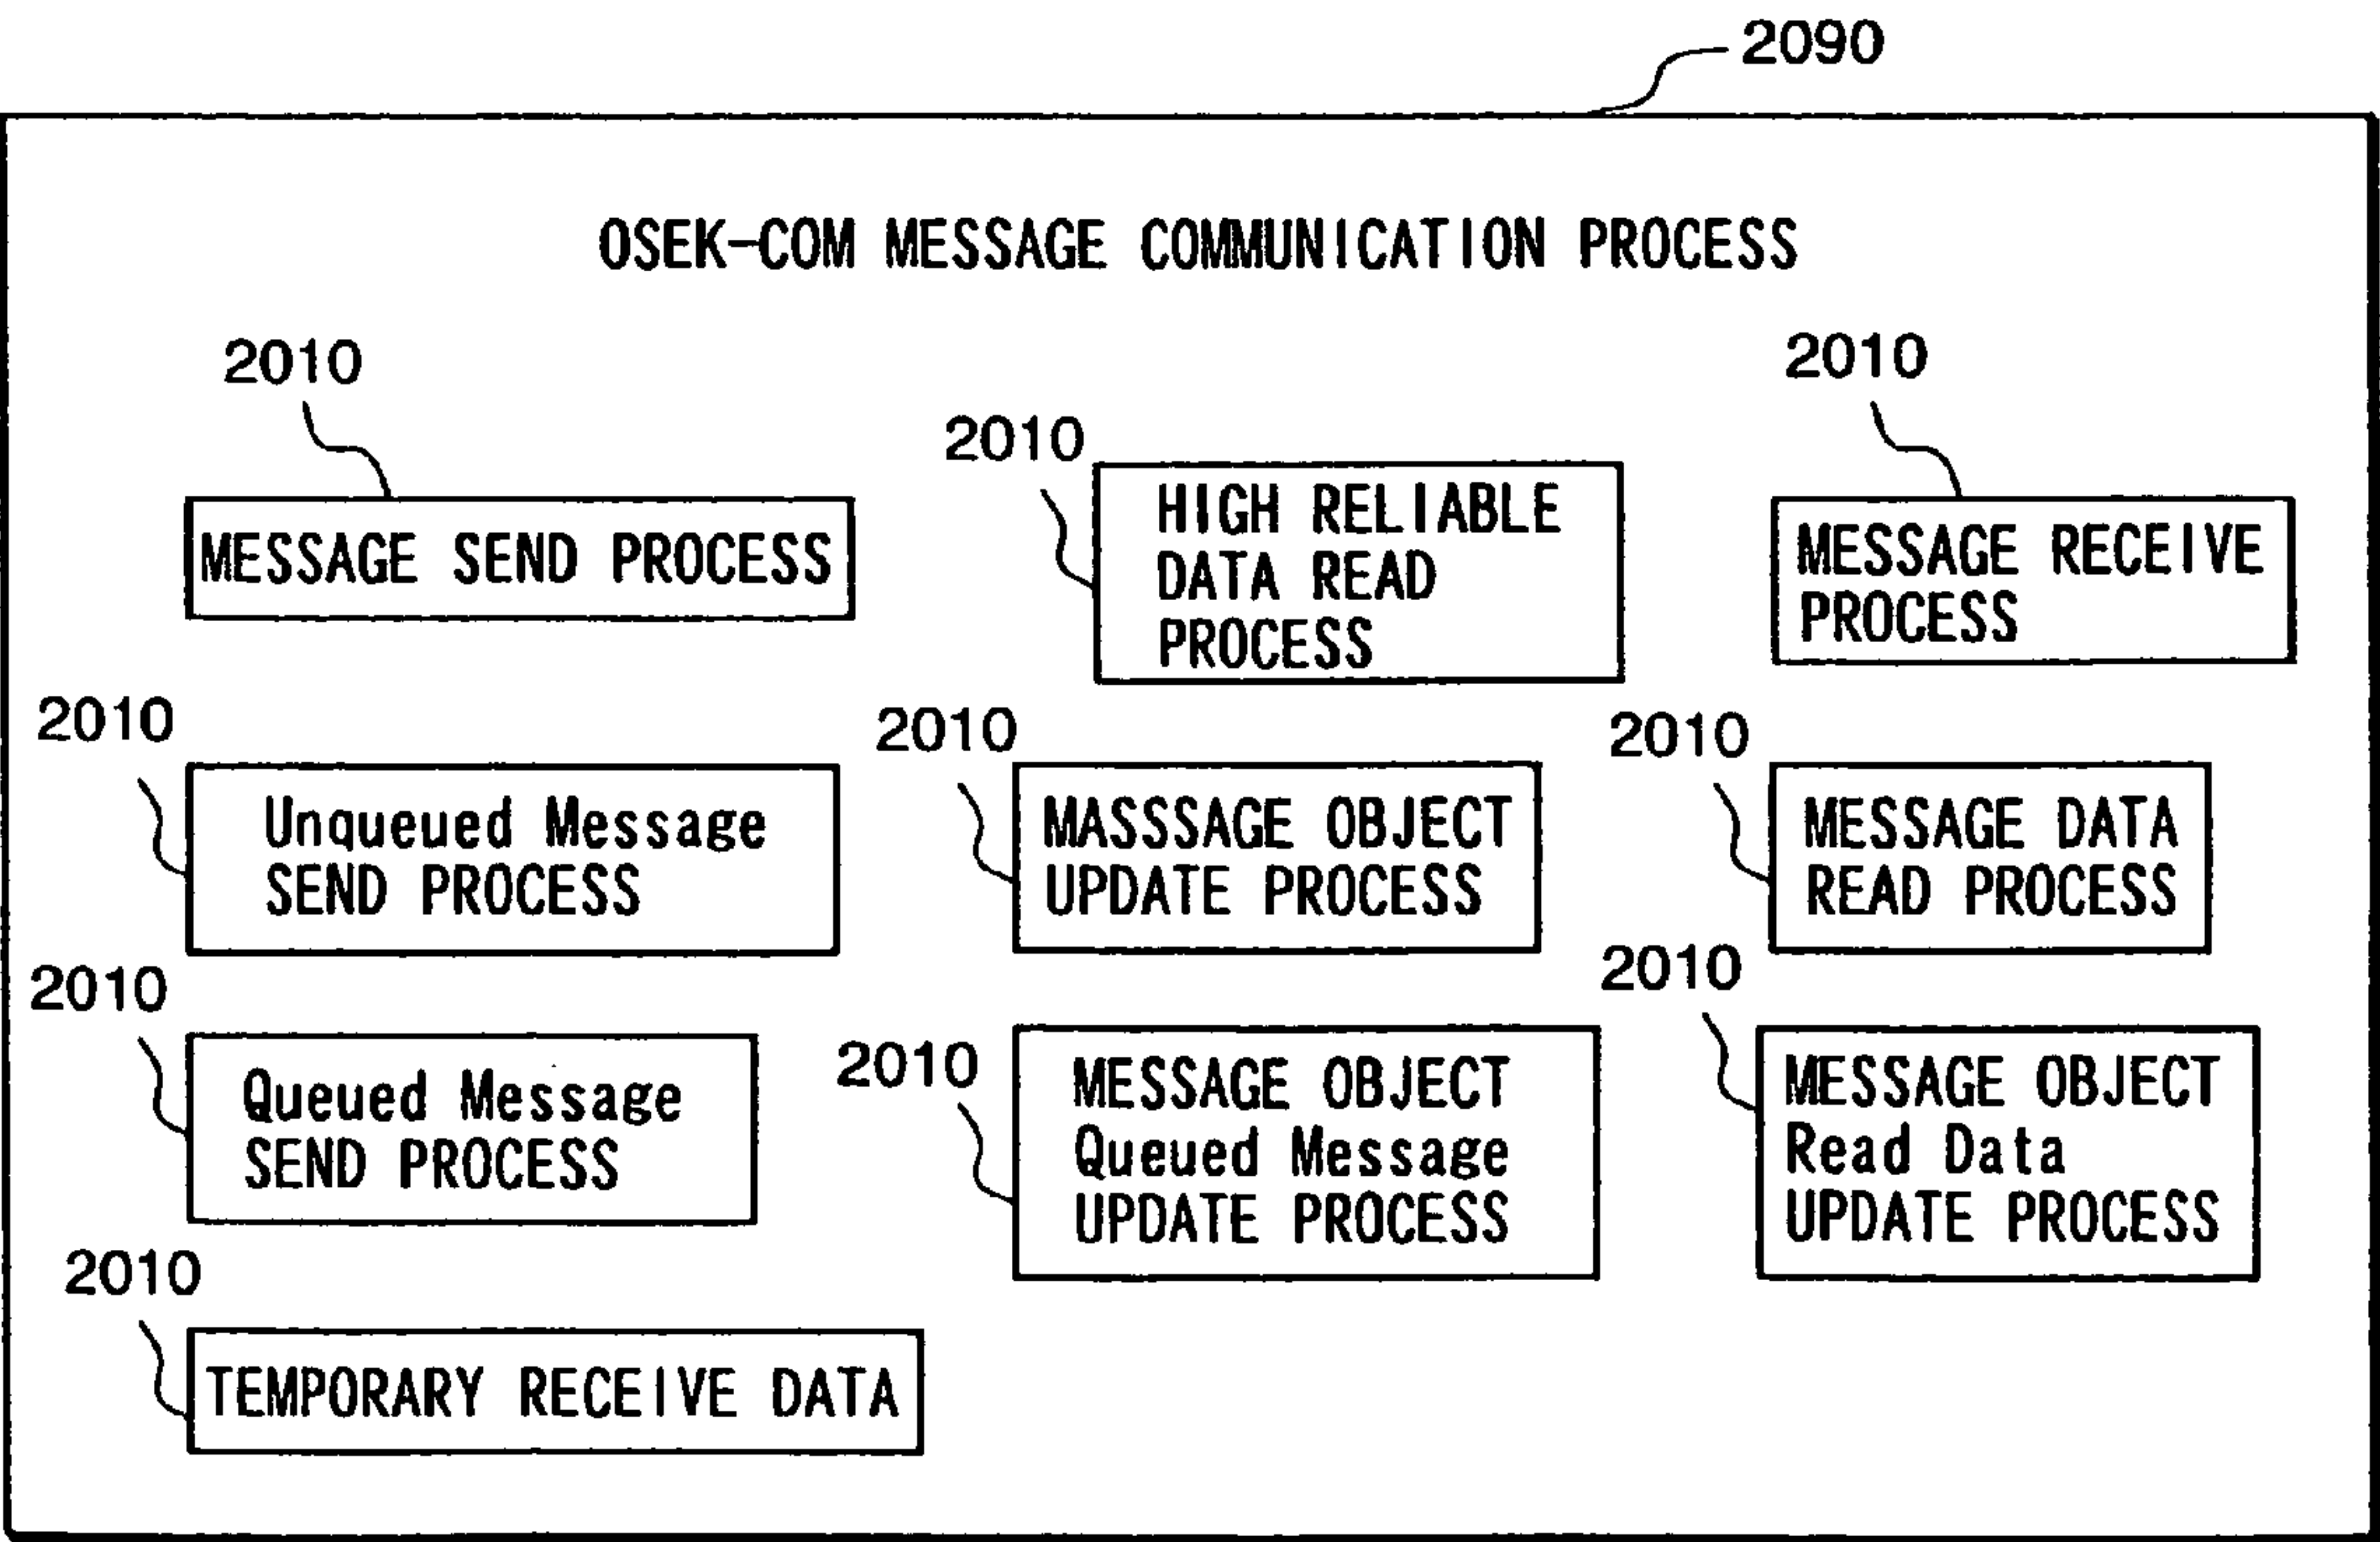 2090
OSEK-COM MESSAGE COMMUNICATION PROCESS
2010
MESSAGE SEND PROCESS
2010
HIGH RELIABLE
DATA READ
PROCESS
2010
MESSAGE RECEIVE
PROCESS
2010
Unqueued Message
SEND PROCESS
2010
MASSSAGE OBJECT
UPDATE PROCESS
2010
MESSAGE DATA
READ PROCESS
2010
Queued Message
SEND PROCESS
2010
MESSAGE OBJECT
Queued Message
UPDATE PROCESS
2010
MESSAGE OBJECT
Read Data
UPDATE PROCESS
2010
TEMPORARY RECEIVE DATA